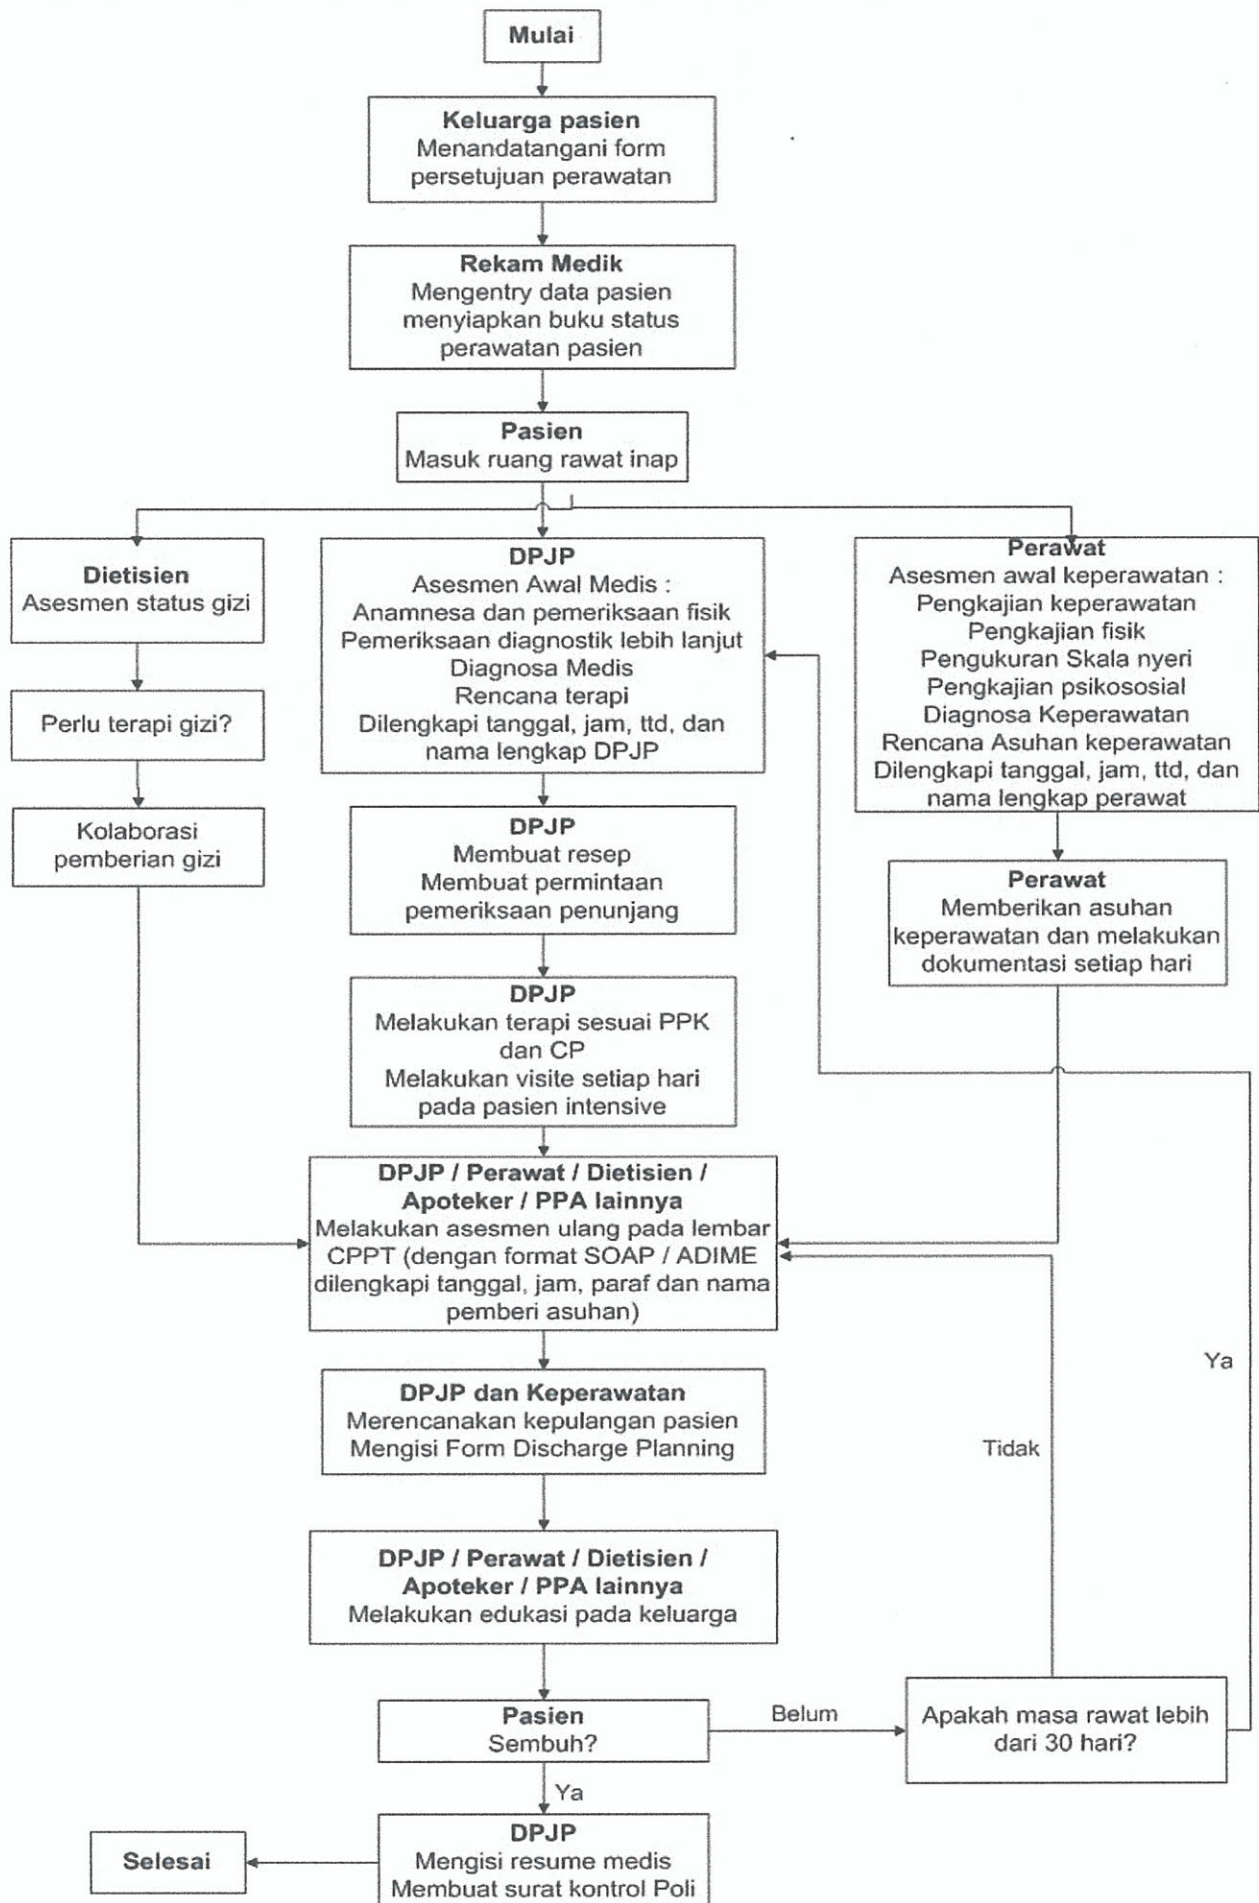 Mulai
Keluarga pasien
Menandatangani form
persetujuan perawatan
Rekam Medik
Mengentry data pasien
menyiapkan buku status
perawatan pasien
Pasien
Masuk ruang rawat inap
Dietisien
Asesmen status gizi
Perlu terapi gizi?
Kolaborasi
pemberian gizi
DPJP
Asesmen Awal Medis :
Anamnesa dan pemeriksaan fisik
Pemeriksaan diagnostik lebih lanjut
Diagnosa Medis
Rencana terapi
Dilengkapi tanggal, jam, ttd, dan
nama lengkap DPJP
Perawat
Asesmen awal keperawatan :
Pengkajian keperawatan
Pengkajian fisik
Pengukuran Skala nyeri
Pengkajian psikososial
Diagnosa Keperawatan
Rencana Asuhan keperawatan
Dilengkapi tanggal, jam, ttd, dan
nama lengkap perawat
DPJP
Membuat resep
Membuat permintaan
pemeriksaan penunjang
Perawat
Memberikan asuhan
keperawatan dan melakukan
dokumentasi setiap hari
DPJP
Melakukan terapi sesuai PPK
dan CP
Melakukan visite setiap hari
pada pasien intensive
DPJP / Perawat / Dietisien /
Apoteker / PPA lainnya
Melakukan asesmen ulang pada lembar
CPPT (dengan format SOAP / ADIME
dilengkapi tanggal, jam, paraf dan nama
pemberi asuhan)
DPJP dan Keperawatan
Merencanakan kepulangan pasien
Mengisi Form Discharge Planning
Tidak
Ya
DPJP / Perawat / Dietisien /
Apoteker / PPA lainnya
Melakukan edukasi pada keluarga
Pasien
Sembuh?
Belum
Apakah masa rawat lebih
dari 30 hari?
Ya
DPJP
Mengisi resume medis
Membuat surat kontrol Poli
Selesai